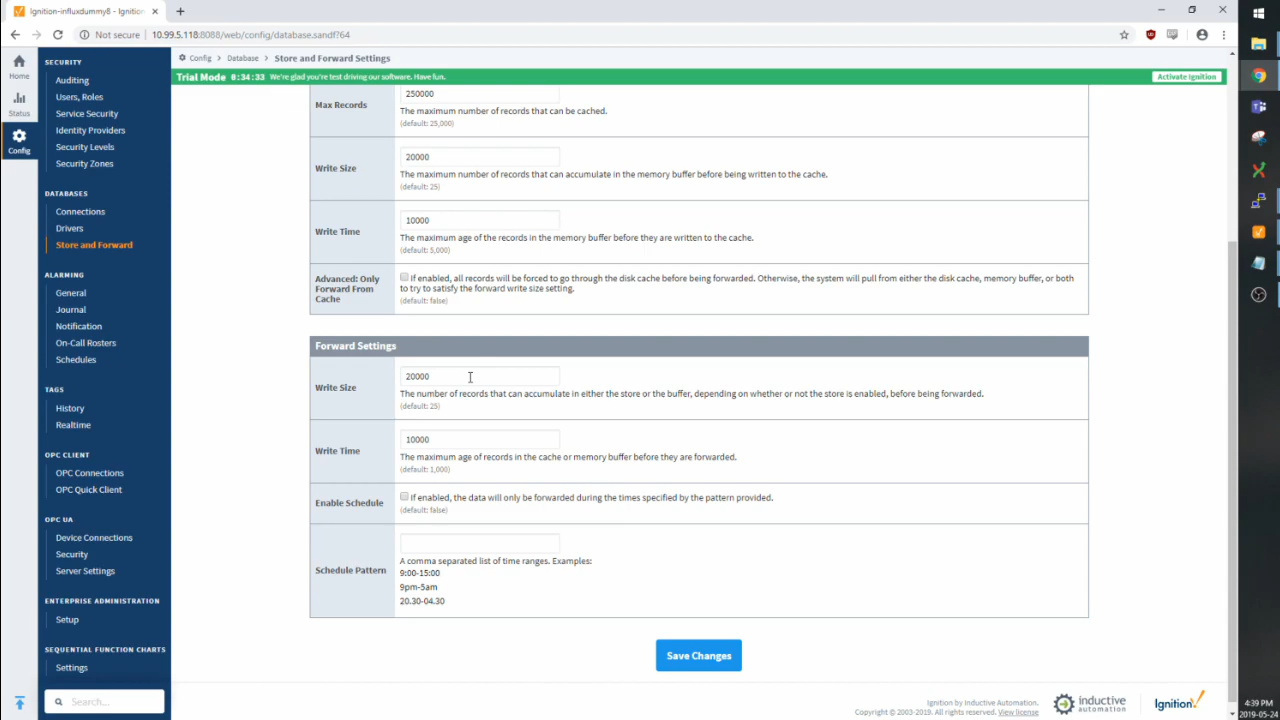 Ignition-influxdummy8 - Ignition
Not secure | 10.99.5.118:8088/web/config/database.sandf?64
Home
Status
Config
SECURITY
Auditing
Users, Roles
Service Security
Identity Providers
Security Levels
Security Zones
DATABASES
Connections
Drivers
Store and Forward
ALARMING
General
Journal
Notification
On-Call Rosters
Schedules
TAGS
History
Realtime
OPC CLIENT
OPC Connections
OPC Quick Client
OPC UA
Device Connections
Security
Server Settings
ENTERPRISE ADMINISTRATION
Setup
SEQUENTIAL FUNCTION CHARTS
Settings
Search...
Config > Database > Store and Forward Settings
Trial Mode 0:34:33 We're glad you're test driving our software. Have fun.
Activate Ignition
Max Records
250000
The maximum number of records that can be cached.
(default: 25,000)
Write Size
20000
The maximum number of records that can accumulate in the memory buffer before being written to the cache.
(default: 25)
Write Time
10000
The maximum age of the records in the memory buffer before they are written to the cache.
(default: 5,000)
Advanced: Only
Forward From
Cache
If enabled, all records will be forced to go through the disk cache before being forwarded. Otherwise, the system will pull from either the disk cache, memory buffer, or both
to try to satisfy the forward write size setting.
(default: false)
Forward Settings
Write Size
20000
The number of records that can accumulate in either the store or the buffer, depending on whether or not the store is enabled, before being forwarded.
(default: 25)
Write Time
10000
The maximum age of records in the cache or memory buffer before they are forwarded.
(default: 1,000)
Enable Schedule
If enabled, the data will only be forwarded during the times specified by the pattern provided.
(default: false)
Schedule Pattern
A comma separated list of time ranges. Examples:
9:00-15:00
9pm-5am
20.30-04.30
Save Changes
Ignition by Inductive Automation.
Copyright © 2003-2019. All rights reserved. View license
inductive
automation
Ignition
4:39 PM
2019-05-24